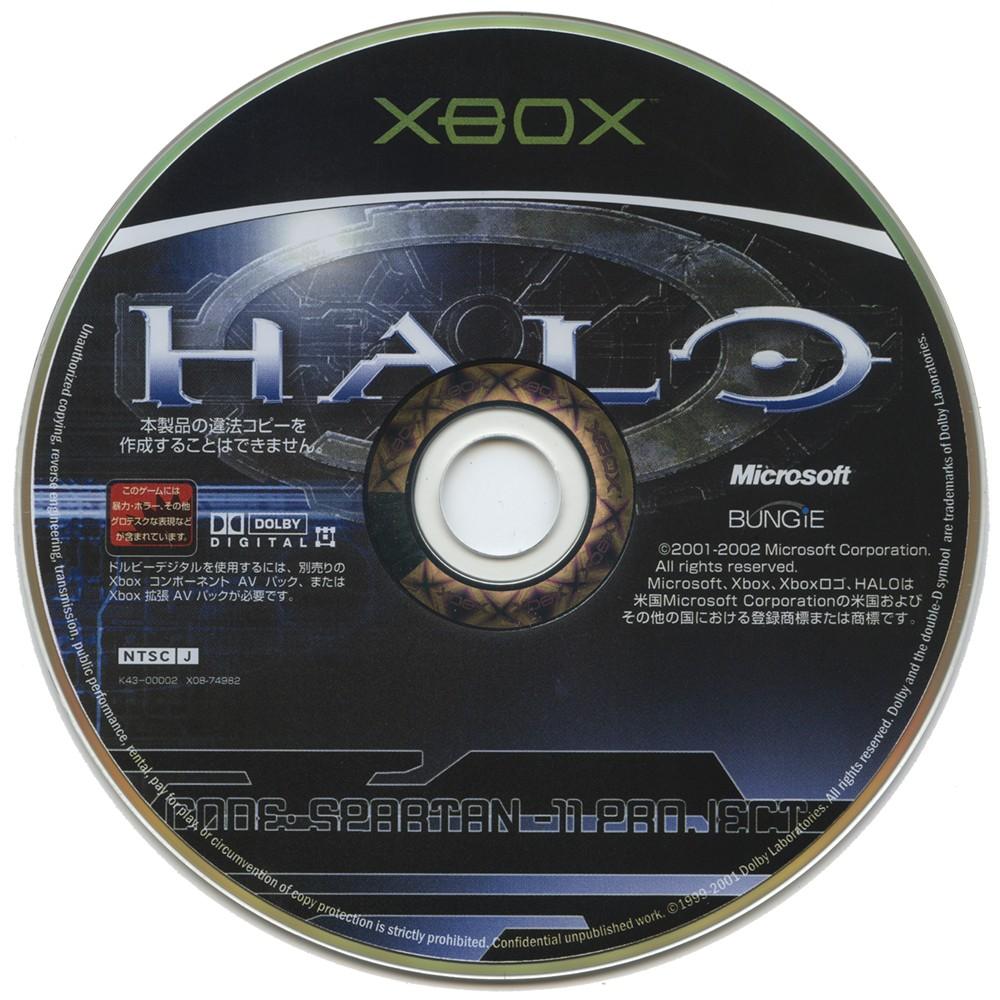 XBOX™
HALO
本製品の違法コピーを
作成することはできません。
このゲームには
暴力・ホラー、その他
グロテスクな表現など
が含まれています。
DOLBY
DIGITAL
ドルビーデジタルを使用するには、別売りの
Xbox コンポーネント AV パック、または
Xbox 拡張 AV パックが必要です。
NTSC J
K43-00002 X08-74982
XBOX
Microsoft
BUNGiE
©2001-2002 Microsoft Corporation.
All rights reserved.
Microsoft、Xbox、Xboxロゴ、HALOは
米国Microsoft Corporationの米国および
その他の国における登録商標または商標です。
CODE:SPARTAN-11 PROJECT
Unauthorized copying, reverse engineering, transmission, public performance, rental, pay for play, or circumvention of copy protection is strictly prohibited. Confidential unpublished work. ©1999-2001 Dolby Laboratories. All rights reserved. Dolby and the double-D symbol are trademarks of Dolby Laboratories.